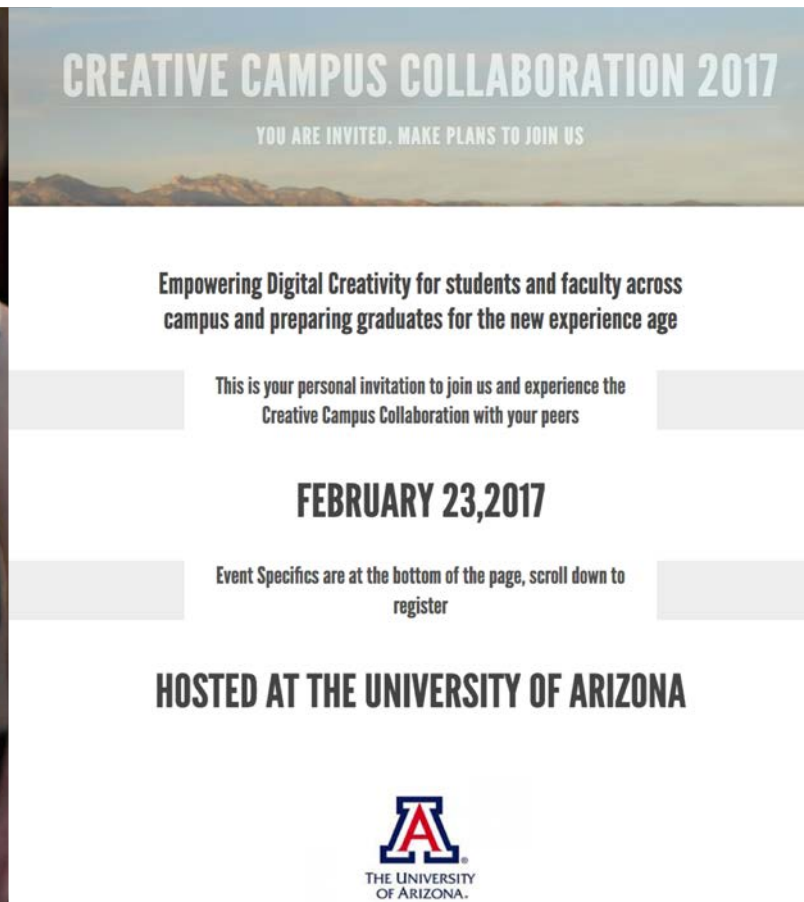 CREATIVE CAMPUS COLLABORATION 2017
YOU ARE INVITED. MAKE PLANS TO JOIN US
Empowering Digital Creativity for students and faculty across
campus and preparing graduates for the new experience age
This is your personal invitation to join us and experience the
Creative Campus Collaboration with your peers
FEBRUARY 23,2017
Event Specifics are at the bottom of the page, scroll down to
register
HOSTED AT THE UNIVERSITY OF ARIZONA
A
THE UNIVERSITY
OF ARIZONA.